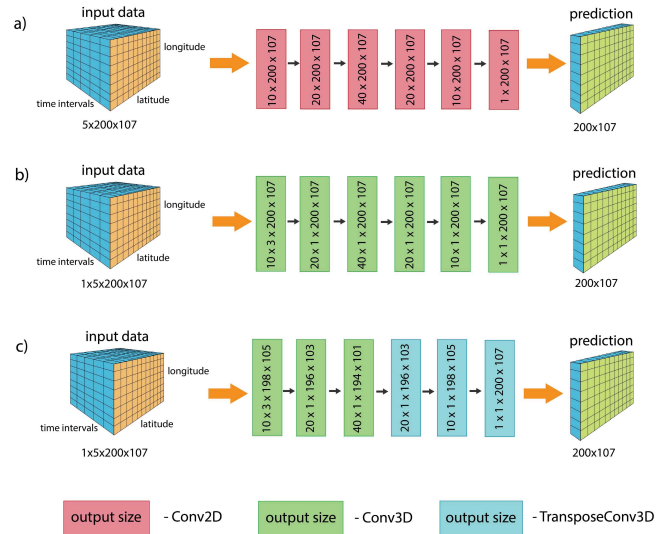 a)
input data
longitude
time intervals
latitude
5x200x107
10 x 200 x 107
20 x 200 x 107
40 x 200 x 107
20 x 200 x 107
10 x 200 x 107
1 x 200 x 107
prediction
200x107
b)
input data
longitude
time intervals
latitude
1x5x200x107
10 x 3 x 200 x 107
20 x 1 x 200 x 107
40 x 1 x 200 x 107
20 x 1 x 200 x 107
10 x 1 x 200 x 107
1 x 1 x 200 x 107
prediction
200x107
c)
input data
longitude
time intervals
latitude
1x5x200x107
10 x 3 x 198 x 105
20 x 1 x 196 x 103
40 x 1 x 194 x 101
20 x 1 x 196 x 103
10 x 1 x 198 x 105
1 x 1 x 200 x 107
prediction
200x107
output size - Conv2D
output size - Conv3D
output size - TransposeConv3D